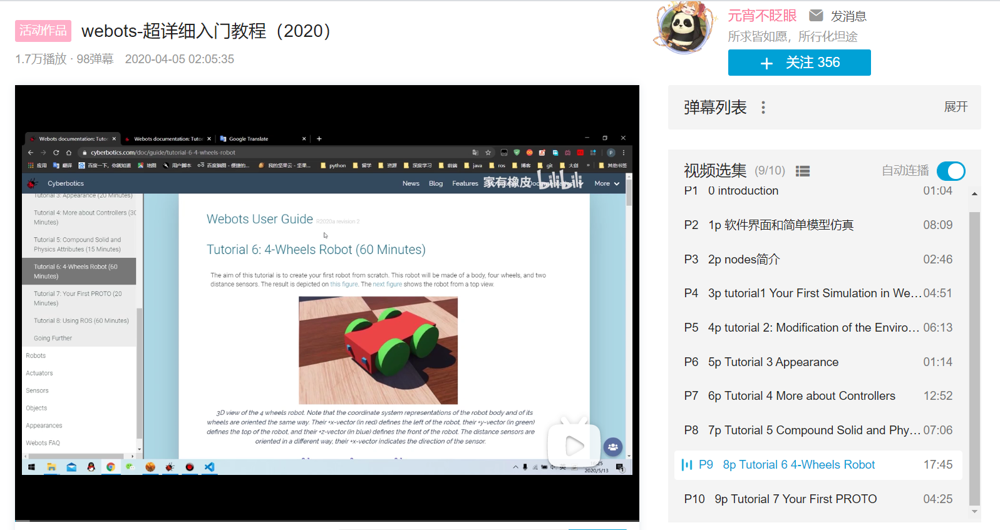 活动作品 webots-超详细入门教程（2020）
1.7万播放 · 98弹幕 2020-04-05 02:05:35
元宵不眨眼 发消息
所求皆如愿，所行化坦途
+ 关注 356
Webots documentation: Tutor × Webots documentation: Tutor × Google Translate × +
cyberbotics.com/doc/guide/tutorial-6-4-wheels-robot
应用 翻译 百度一下，你就知道 地图 用户脚本 百度脑图 - 便捷的... 我的坚果云 - 坚果... python 留学 资源 深度学习 前端 java ros 博客 git 大创 » 其他书签
Cyberbotics News Blog Features More
家有橡皮 bilibili
Tutorial 3: Appearance (20 Minutes)
Tutorial 4: More about Controllers (30
Minutes)
Tutorial 5: Compound Solid and
Physics Attributes (15 Minutes)
Tutorial 6: 4-Wheels Robot (60
Minutes)
Tutorial 7: Your First PROTO (20
Minutes)
Tutorial 8: Using ROS (60 Minutes)
Going Further
Robots
Actuators
Sensors
Objects
Appearances
Webots FAQ
Webots User Guide R2020a revision 2
Tutorial 6: 4-Wheels Robot (60 Minutes)
The aim of this tutorial is to create your first robot from scratch. This robot will be made of a body, four wheels, and two
distance sensors. The result is depicted on this figure. The next figure shows the robot from a top view.
3D view of the 4 wheels robot. Note that the coordinate system representations of the robot body and of its
wheels are oriented the same way. Their +x-vector (in red) defines the left of the robot, their +y-vector (in green)
defines the top of the robot, and their +z-vector (in blue) defines the front of the robot. The distance sensors are
oriented in a different way, their +x-vector indicates the direction of the sensor.
2020/5/13
弹幕列表 展开
视频选集 (9/10) 自动连播
P1 0 introduction 01:04
P2 1p 软件界面和简单模型仿真 08:09
P3 2p nodes简介 02:46
P4 3p tutorial1 Your First Simulation in We... 04:51
P5 4p tutorial 2: Modification of the Enviro... 06:13
P6 5p Tutorial 3 Appearance 01:14
P7 6p Tutorial 4 More about Controllers 12:52
P8 7p Tutorial 5 Compound Solid and Phy... 07:06
P9 8p Tutorial 6 4-Wheels Robot 17:45
P10 9p Tutorial 7 Your First PROTO 04:25